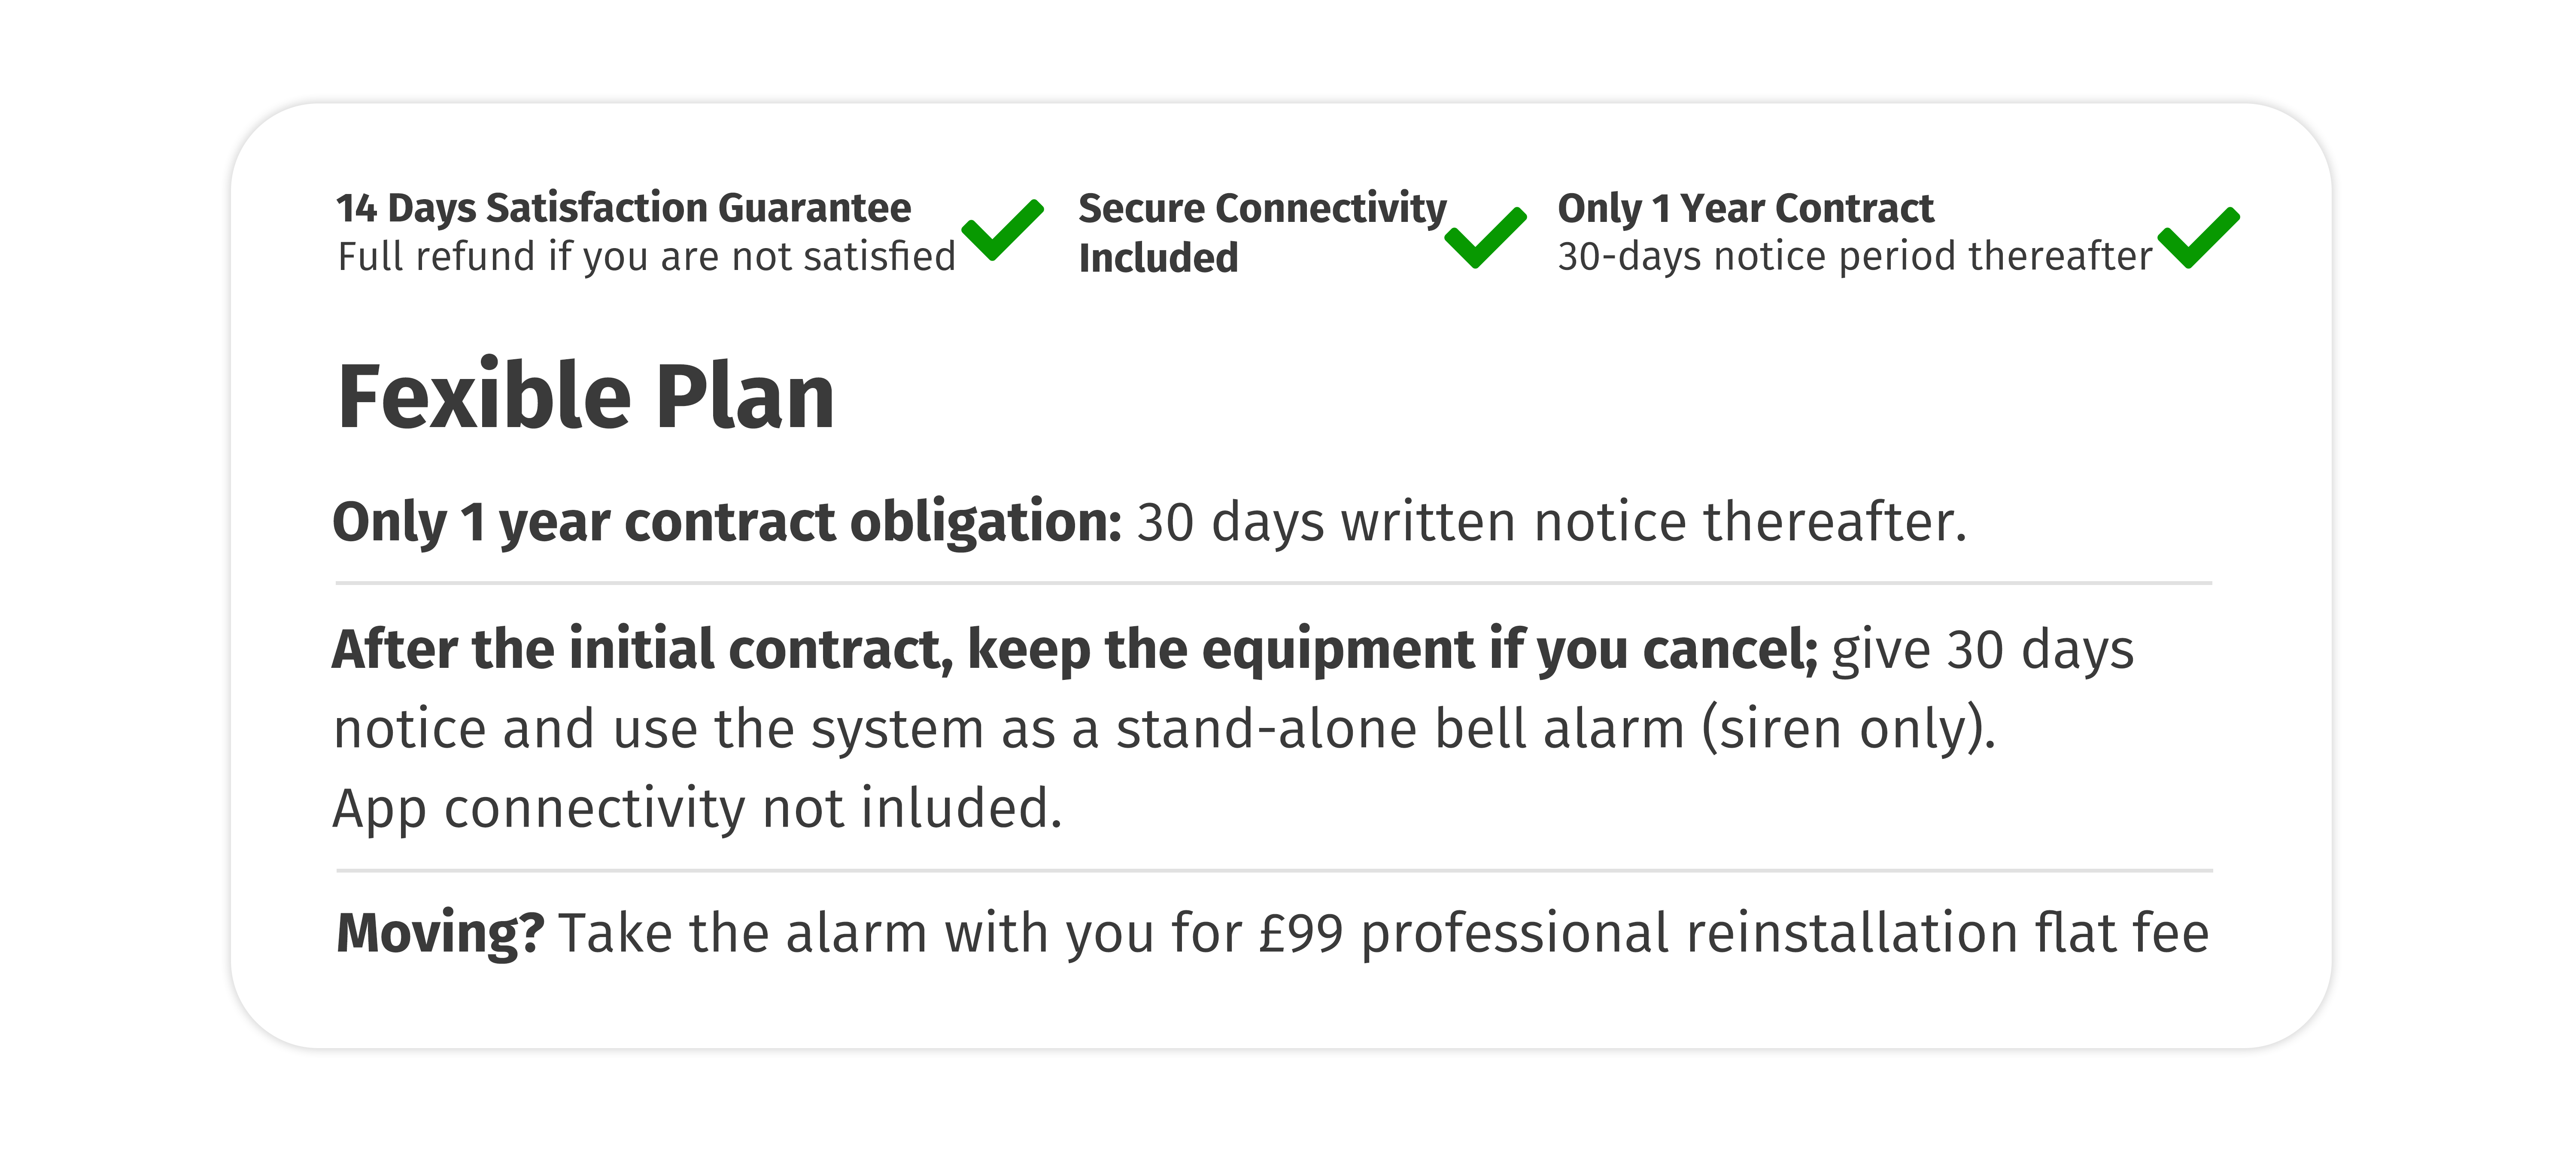 14 Days Satisfaction Guarantee
Full refund if you are not satisfied
Secure Connectivity
Included
Only 1 Year Contract
30-days notice period thereafter
Fexible Plan
Only 1 year contract obligation: 30 days written notice thereafter.
After the initial contract, keep the equipment if you cancel; give 30 days
notice and use the system as a stand-alone bell alarm (siren only).
App connectivity not inluded.
Moving? Take the alarm with you for £99 professional reinstallation flat fee